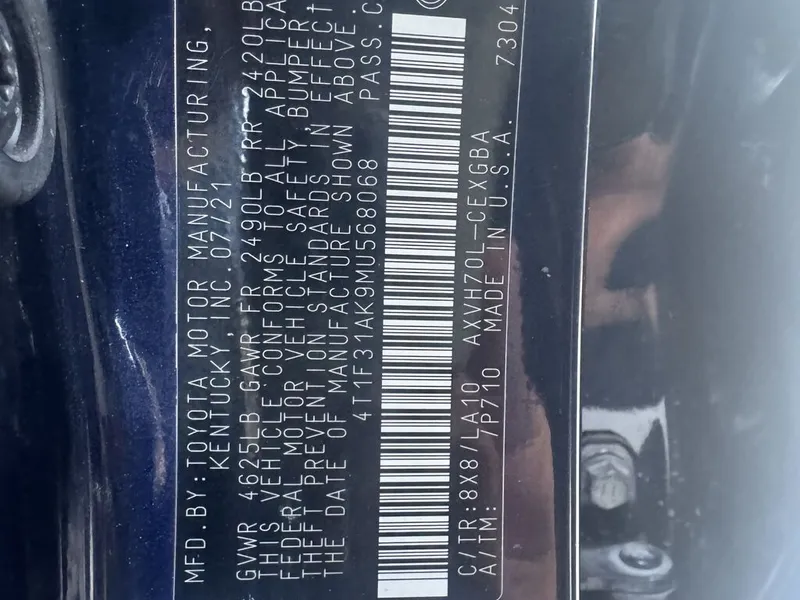 MFD.BY:TOYOTA MOTOR MANUFACTURING,
KENTUCKY,INC.07/21
GVWR 4625LB GAWR FR 2490LB RR 2420LB
THIS VEHICLE CONFORMS TO ALL APPLICA
FEDERAL MOTOR VEHICLE SAFETY,BUMPER
THEFT PREVENTION STANDARDS IN EFFECT
THE DATE OF MANUFACTURE SHOWN ABOVE.
4T1F31AK9MU568068 PASS.C
C/TR:8X8/LA10 AXVH70L-CEXGBA
A/TM: 7P710 MADE IN U.S.A. 7304